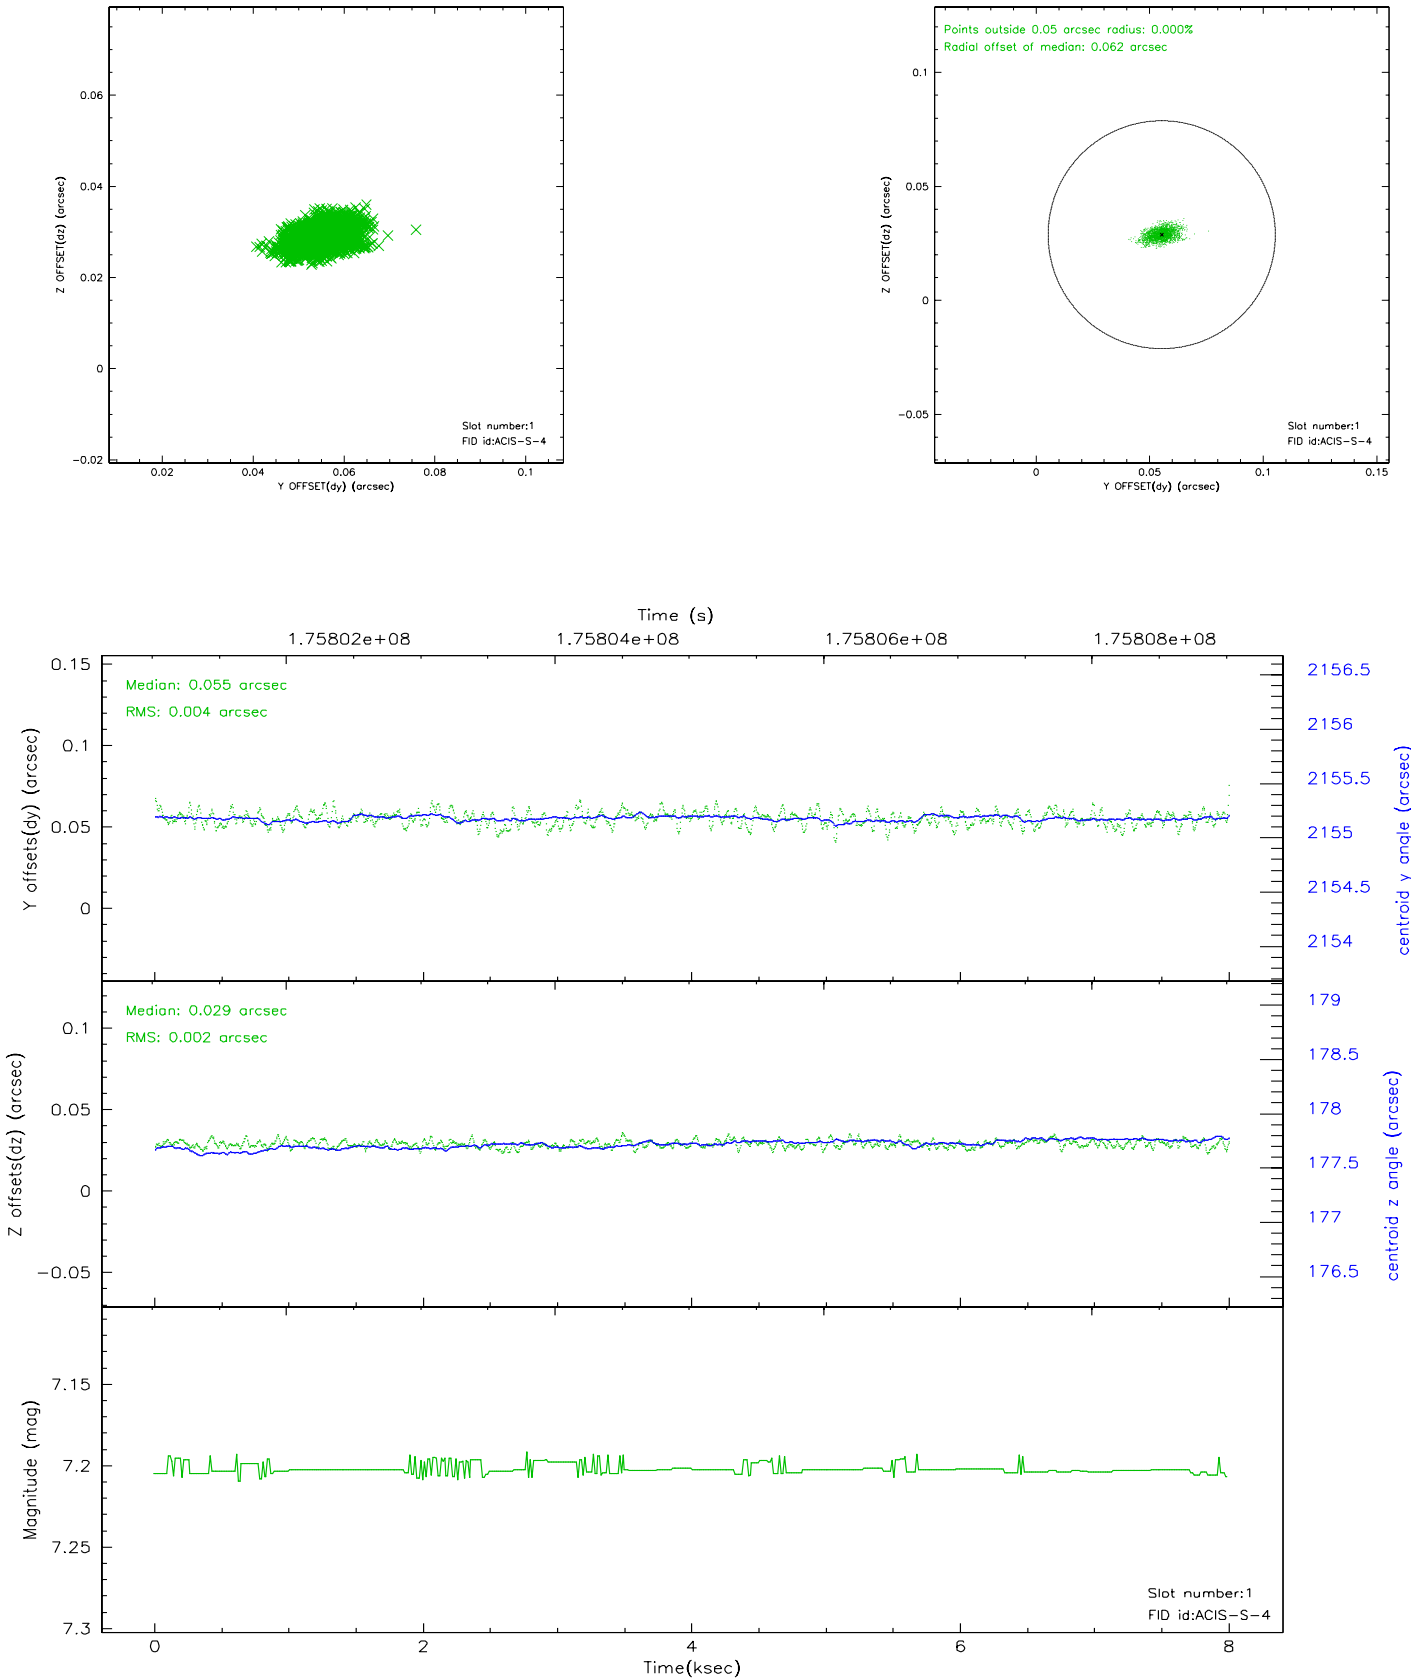 0.06
0.04
0.02
0
−0.02
Z OFFSET(dz) (arcsec)
0.02 0.04 0.06 0.08 0.1
Y OFFSET(dy) (arcsec)
Slot number:1
FID id:ACIS−S−4
Points outside 0.05 arcsec radius: 0.000%
Radial offset of median: 0.062 arcsec
0.1
0.05
0
−0.05
Z OFFSET(dz) (arcsec)
0 0.05 0.1 0.15
Y OFFSET(dy) (arcsec)
Slot number:1
FID id:ACIS−S−4
Time (s)
1.75802e+08 1.75804e+08 1.75806e+08 1.75808e+08
0.15
0.1
0.05
0
Y offsets(dy) (arcsec)
Median: 0.055 arcsec
RMS: 0.004 arcsec
2156.5
2156
2155.5
2155
2154.5
2154
centroid y angle (arcsec)
0.1
0.05
0
−0.05
Z offsets(dz) (arcsec)
Median: 0.029 arcsec
RMS: 0.002 arcsec
179
178.5
178
177.5
177
176.5
centroid z angle (arcsec)
7.15
7.2
7.25
7.3
Magnitude (mag)
Slot number:1
FID id:ACIS−S−4
0 2 4 6 8
Time(ksec)